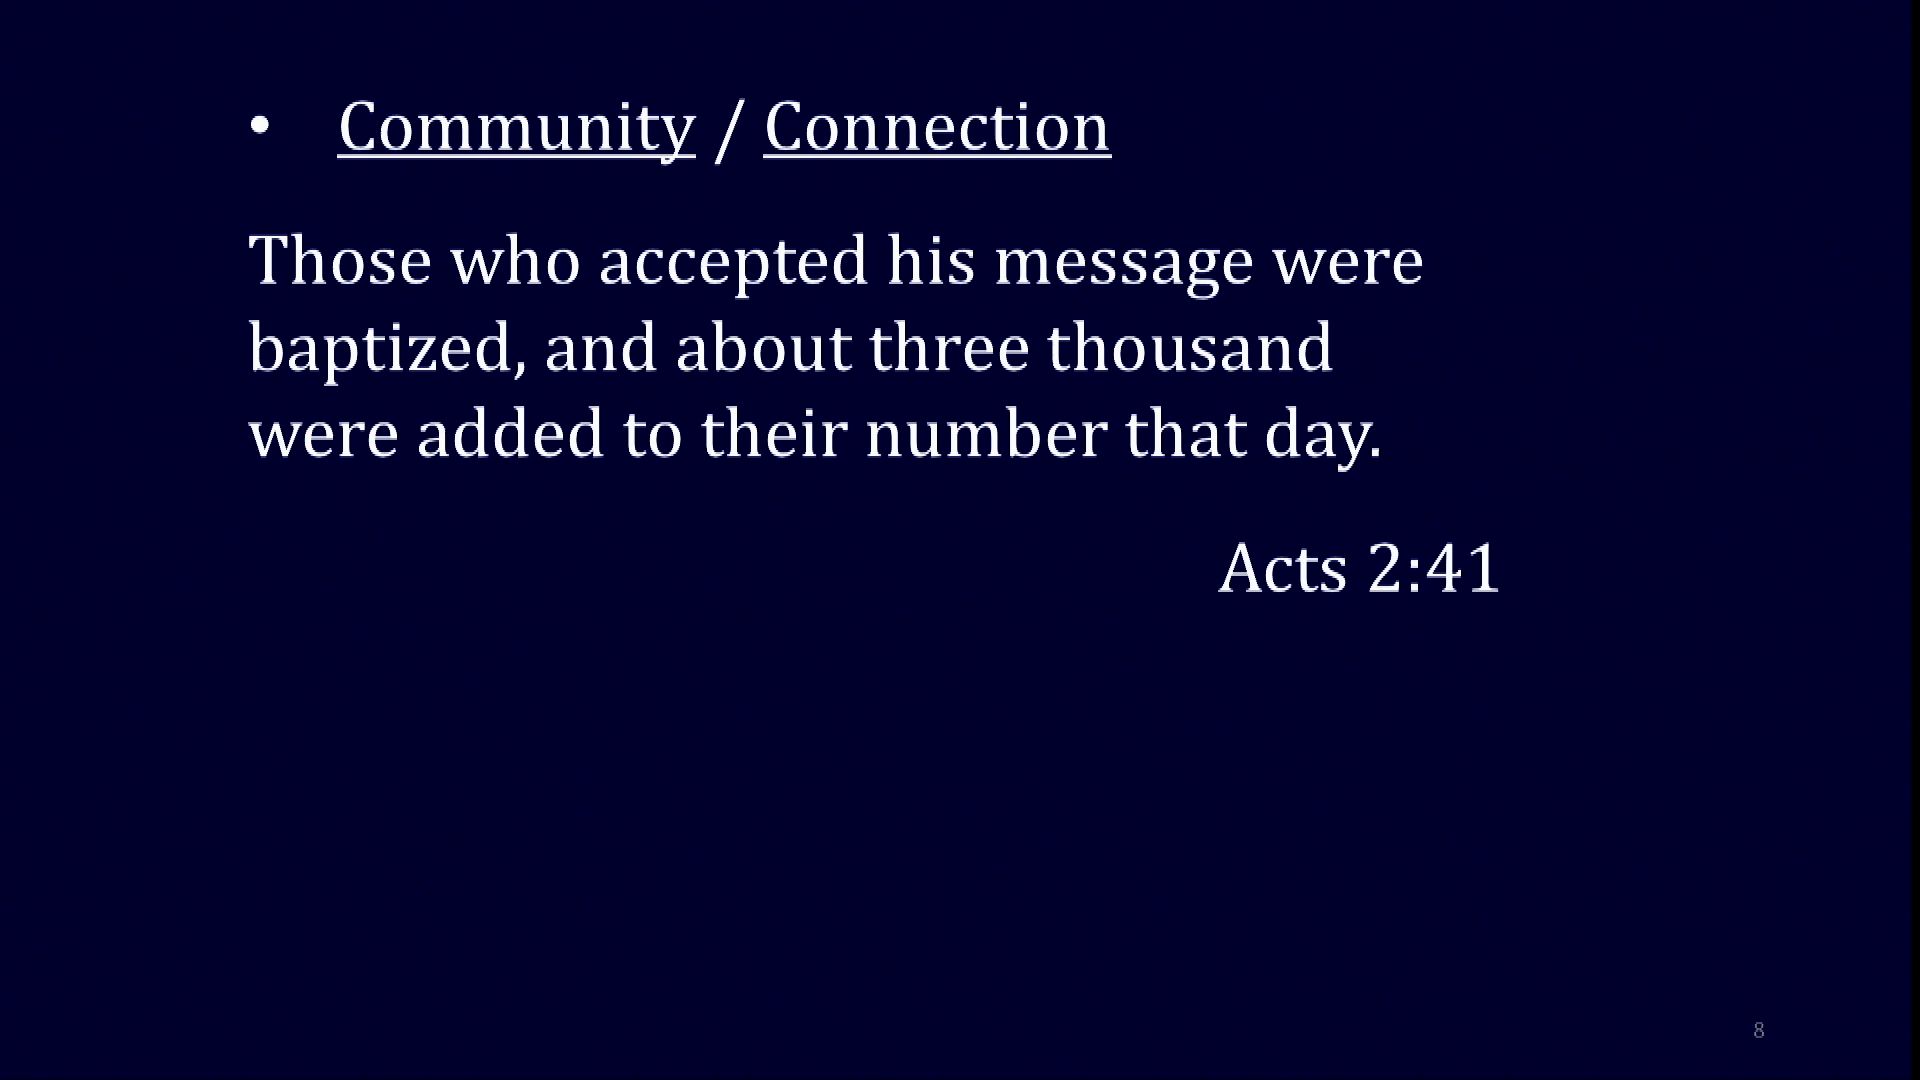 • Community / Connection
Those who accepted his message were
baptized, and about three thousand
were added to their number that day.
Acts 2:41
8